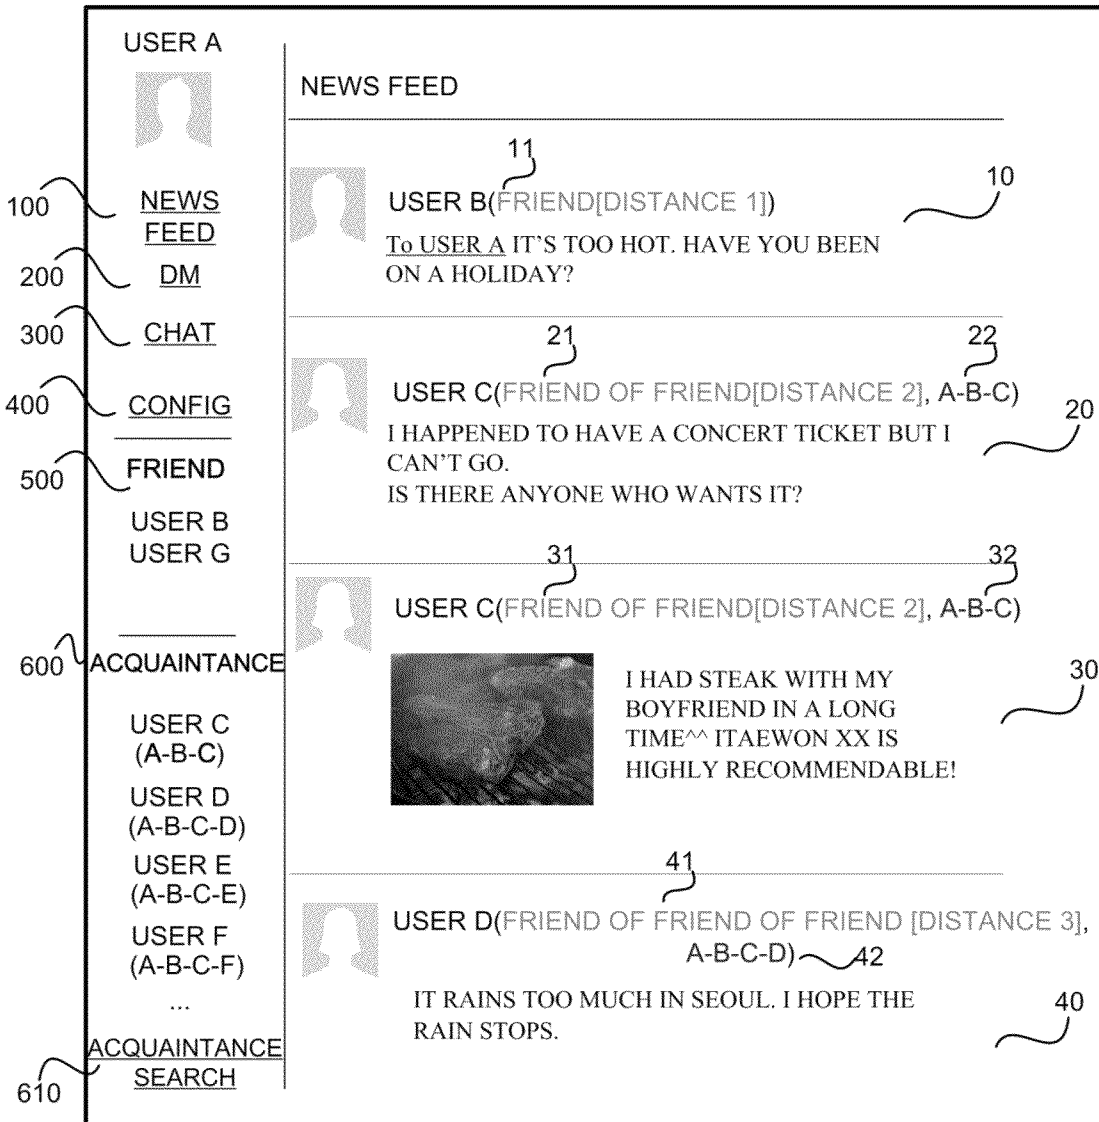 USER A
100
NEWS
FEED
200
DM
300
CHAT
400
CONFIG
500
FRIEND
USER B
USER G
600
ACQUAINTANCE
USER C
(A-B-C)
USER D
(A-B-C-D)
USER E
(A-B-C-E)
USER F
(A-B-C-F)
...
ACQUAINTANCE
SEARCH
610
NEWS FEED
11
10
USER B(FRIEND[DISTANCE 1])
To USER A IT'S TOO HOT. HAVE YOU BEEN
ON A HOLIDAY?
21
22
USER C(FRIEND OF FRIEND[DISTANCE 2], A-B-C)
20
I HAPPENED TO HAVE A CONCERT TICKET BUT I
CAN'T GO.
IS THERE ANYONE WHO WANTS IT?
31
32
USER C(FRIEND OF FRIEND[DISTANCE 2], A-B-C)
30
I HAD STEAK WITH MY
BOYFRIEND IN A LONG
TIME^^ ITAEWON XX IS
HIGHLY RECOMMENDABLE!
41
USER D(FRIEND OF FRIEND OF FRIEND [DISTANCE 3],
A-B-C-D)
42
40
IT RAINS TOO MUCH IN SEOUL. I HOPE THE
RAIN STOPS.